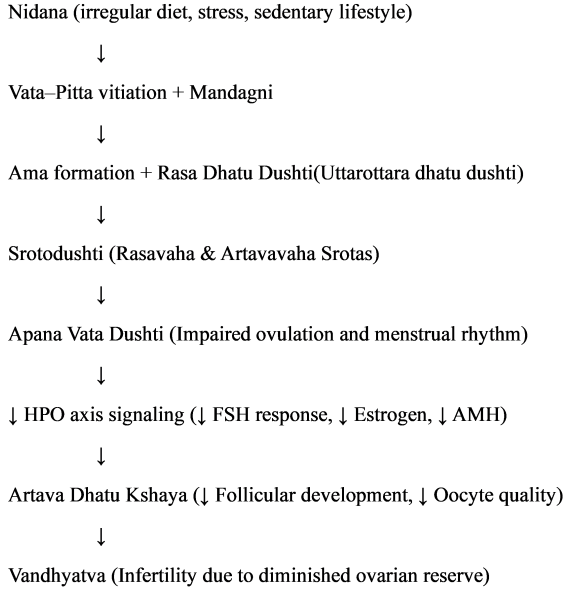 Nidana (irregular diet, stress, sedentary lifestyle)
↓
Vata–Pitta vitiation + Mandagni
↓
Ama formation + Rasa Dhatu Dushti(Uttarottara dhatu dushti)
↓
Srotodushti (Rasavaha & Artavavaha Srotas)
↓
Apana Vata Dushti (Impaired ovulation and menstrual rhythm)
↓
↓ HPO axis signaling (↓ FSH response, ↓ Estrogen, ↓ AMH)
↓
Artava Dhatu Kshaya (↓ Follicular development, ↓ Oocyte quality)
↓
Vandhyatva (Infertility due to diminished ovarian reserve)